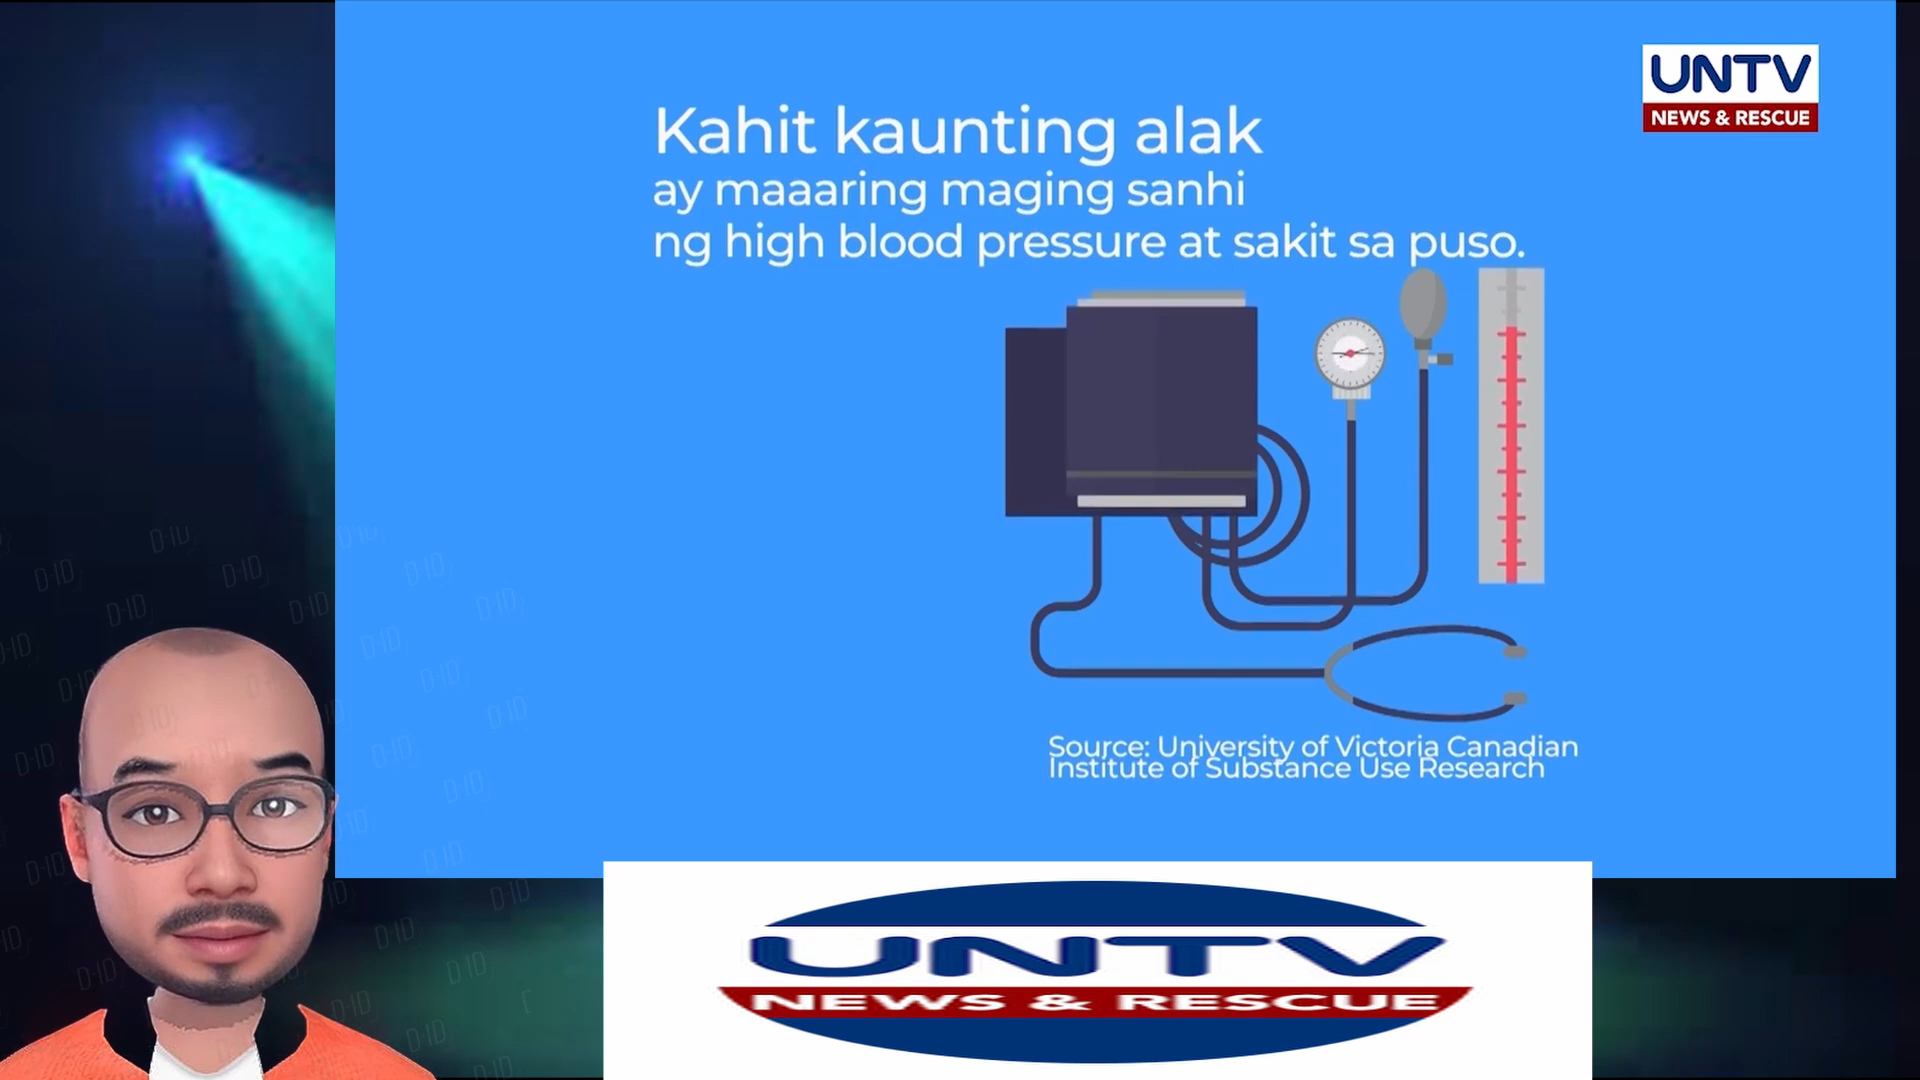 UNTV
NEWS & RESCUE
Kahit kaunting alak
ay maaaring maging sanhi
ng high blood pressure at sakit sa puso.
Source: University of Victoria Canadian
Institute of Substance Use Research
D-ID
UNTV
NEWS & RESCUE